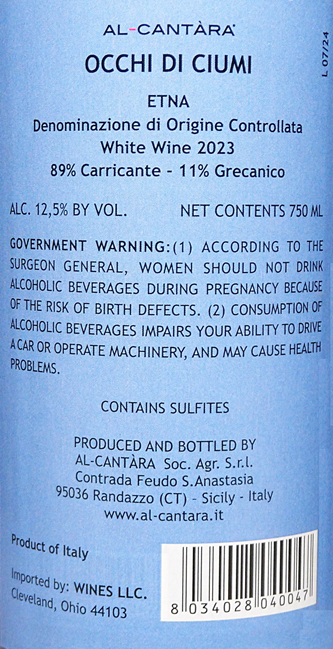 AL-CANTÀRA®
L 07/24
OCCHI DI CIUMI
ETNA
Denominazione di Origine Controllata
White Wine 2023
89% Carricante - 11% Grecanico
ALC. 12,5% BY VOL. NET CONTENTS 750 ML
GOVERNMENT WARNING:(1) ACCORDING TO THE
SURGEON GENERAL, WOMEN SHOULD NOT DRINK
ALCOHOLIC BEVERAGES DURING PREGNANCY BECAUSE
OF THE RISK OF BIRTH DEFECTS. (2) CONSUMPTION OF
ALCOHOLIC BEVERAGES IMPAIRS YOUR ABILITY TO DRIVE
A CAR OR OPERATE MACHINERY, AND MAY CAUSE HEALTH
PROBLEMS.
CONTAINS SULFITES
PRODUCED AND BOTTLED BY
AL-CANTÀRA Soc. Agr. S.r.l.
Contrada Feudo S.Anastasia
95036 Randazzo (CT) - Sicily - Italy
www.al-cantara.it
Product of Italy
Imported by: WINES LLC.
Cleveland, Ohio 44103
8 034028 040047